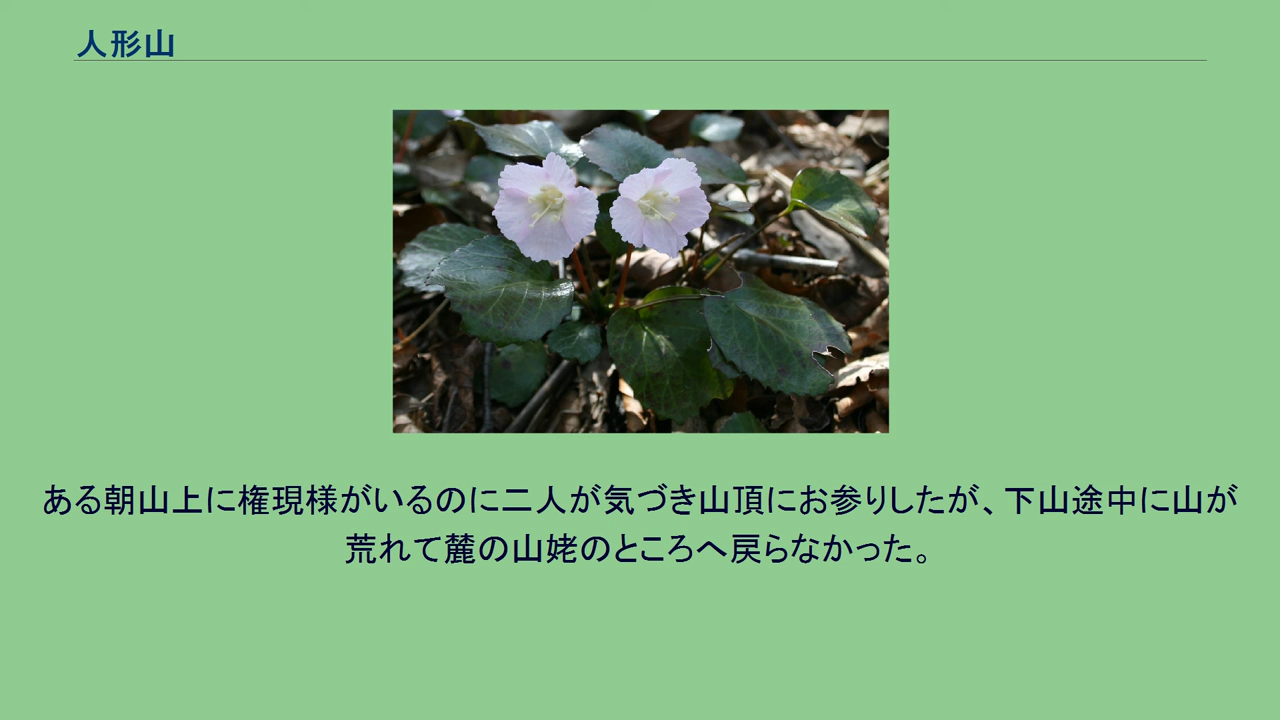 人形山
ある朝山上に権現様がいるのに二人が気づき山頂にお参りしたが、下山途中に山が
荒れて麓の山姥のところへ戻らなかった。